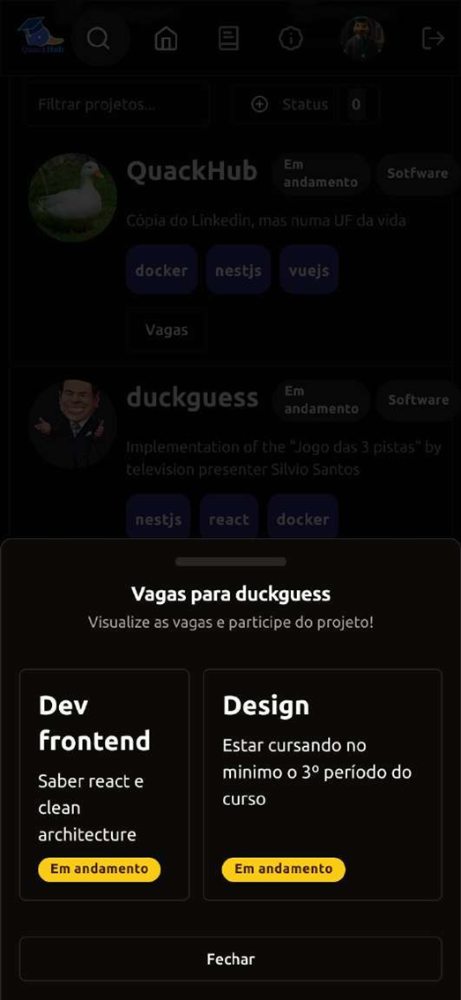 Quack Hub
Filtrar projetos...
Status 0
QuackHub
Em
andamento
Sotfware
Cópia do Linkedin, mas numa UF da vida
docker nestjs vuejs
Vagas
duckguess
Em
andamento
Software
Implementation of the "Jogo das 3 pistas" by
television presenter Silvio Santos
nestjs react docker
Vagas para duckguess
Visualize as vagas e participe do projeto!
Dev
frontend
Saber react e
clean
architecture
Em andamento
Design
Estar cursando no
minimo o 3º período do
curso
Em andamento
Fechar